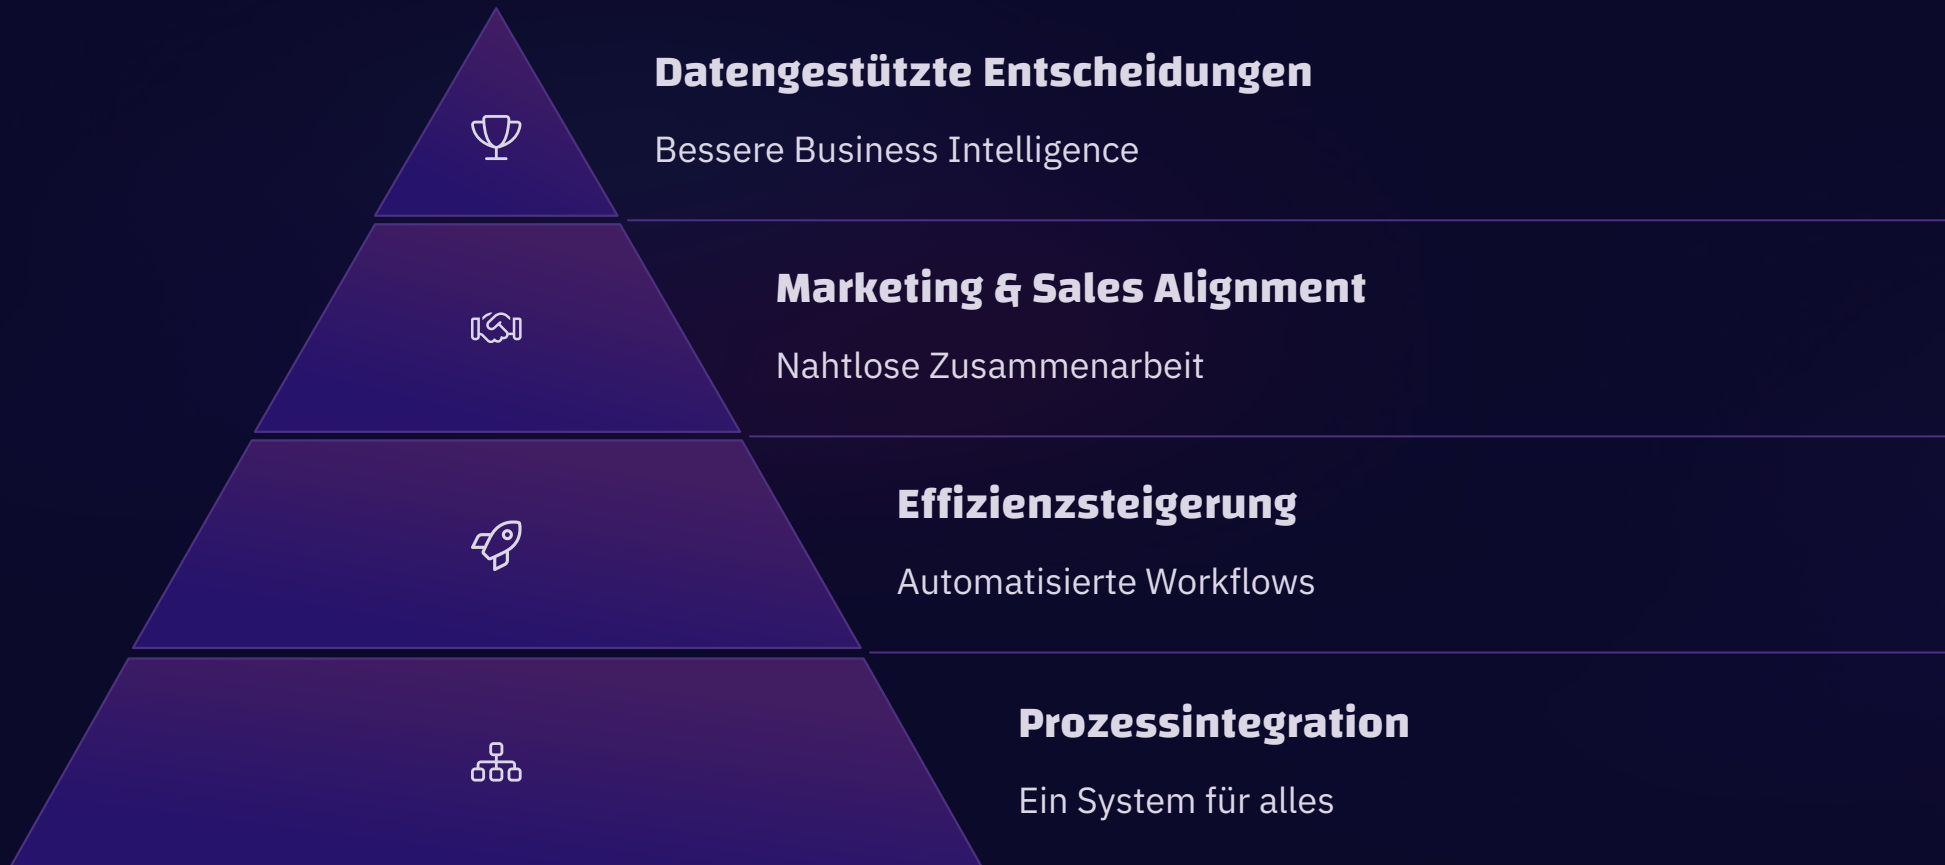 Datengestützte Entscheidungen
Bessere Business Intelligence
Marketing & Sales Alignment
Nahtlose Zusammenarbeit
Effizienzsteigerung
Automatisierte Workflows
Prozessintegration
Ein System für alles